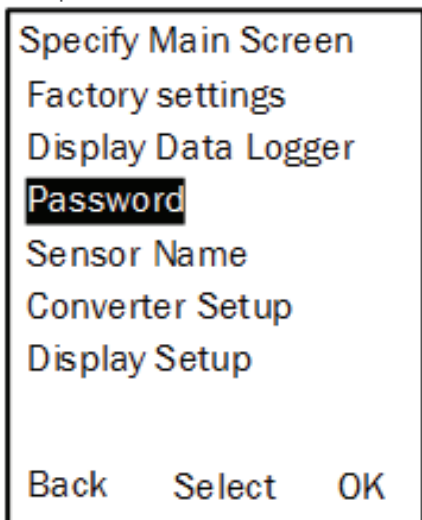 Specify Main Screen
Factory settings
Display Data Logger
Password
Sensor Name
Converter Setup
Display Setup
Back Select OK